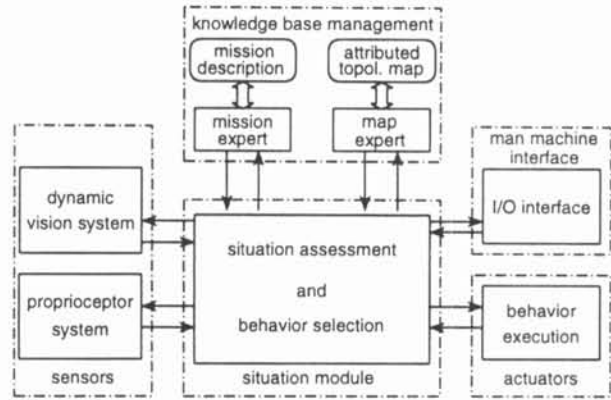 knowledge base management
mission
description
attributed
topol. map
mission
expert
map
expert
man machine
interface
dynamic
vision system
I/O interface
situation assessment
and
behavior selection
proprioceptor
system
behavior
execution
sensors
situation module
actuators